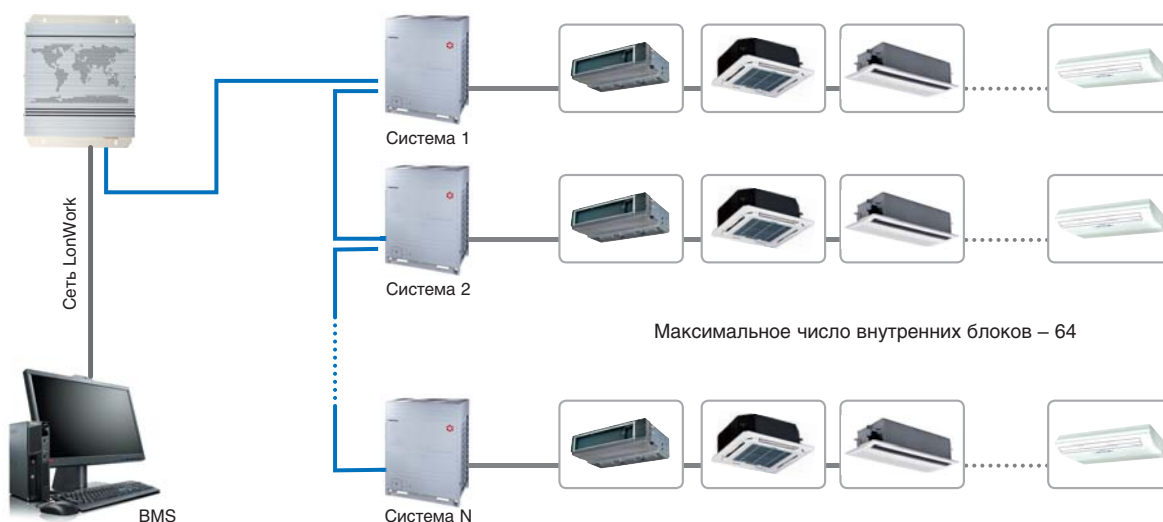 Система 1
Сеть LonWork
Система 2
Максимальное число внутренних блоков – 64
BMS
Система N